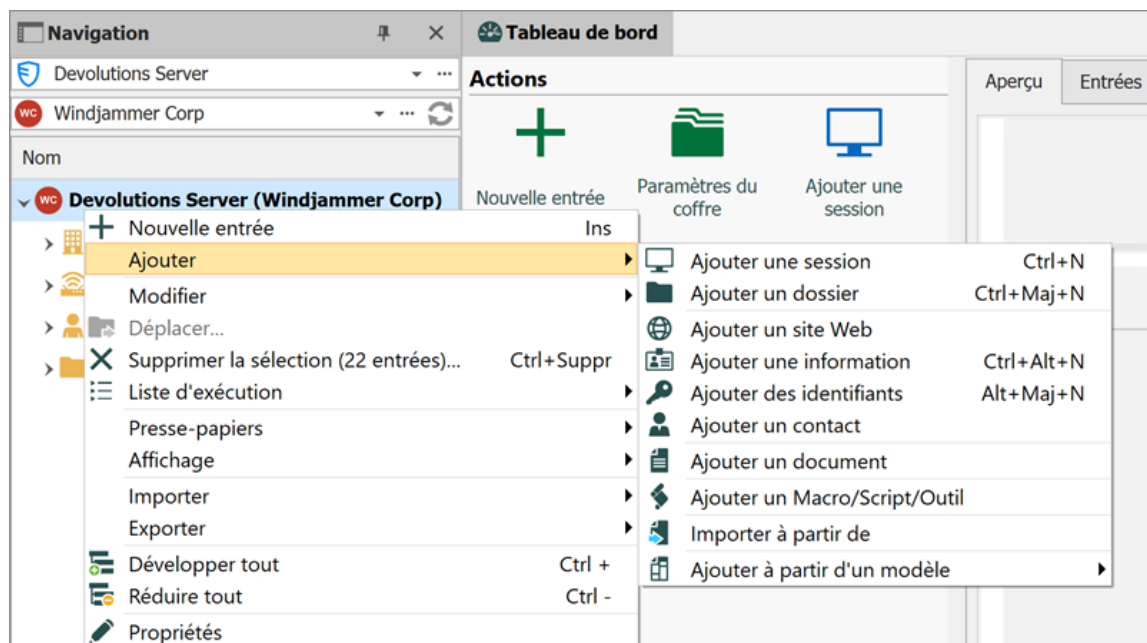 Navigation
Tableau de bord
Devolutions Server
Actions
Aperçu
Entrées
WC
Windjammer Corp
Nom
Nouvelle entrée
Paramètres du
coffre
Ajouter une
session
WC
Devolutions Server (Windjammer Corp)
Nouvelle entrée Ins
Ajouter
Modifier
Déplacer...
Supprimer la sélection (22 entrées)... Ctrl+Suppr
Liste d'exécution
Presse-papiers
Affichage
Importer
Exporter
Développer tout Ctrl +
Réduire tout Ctrl -
Propriétés
Ajouter une session Ctrl+N
Ajouter un dossier Ctrl+Maj+N
Ajouter un site Web
Ajouter une information Ctrl+Alt+N
Ajouter des identifiants Alt+Maj+N
Ajouter un contact
Ajouter un document
Ajouter un Macro/Script/Outil
Importer à partir de
Ajouter à partir d'un modèle